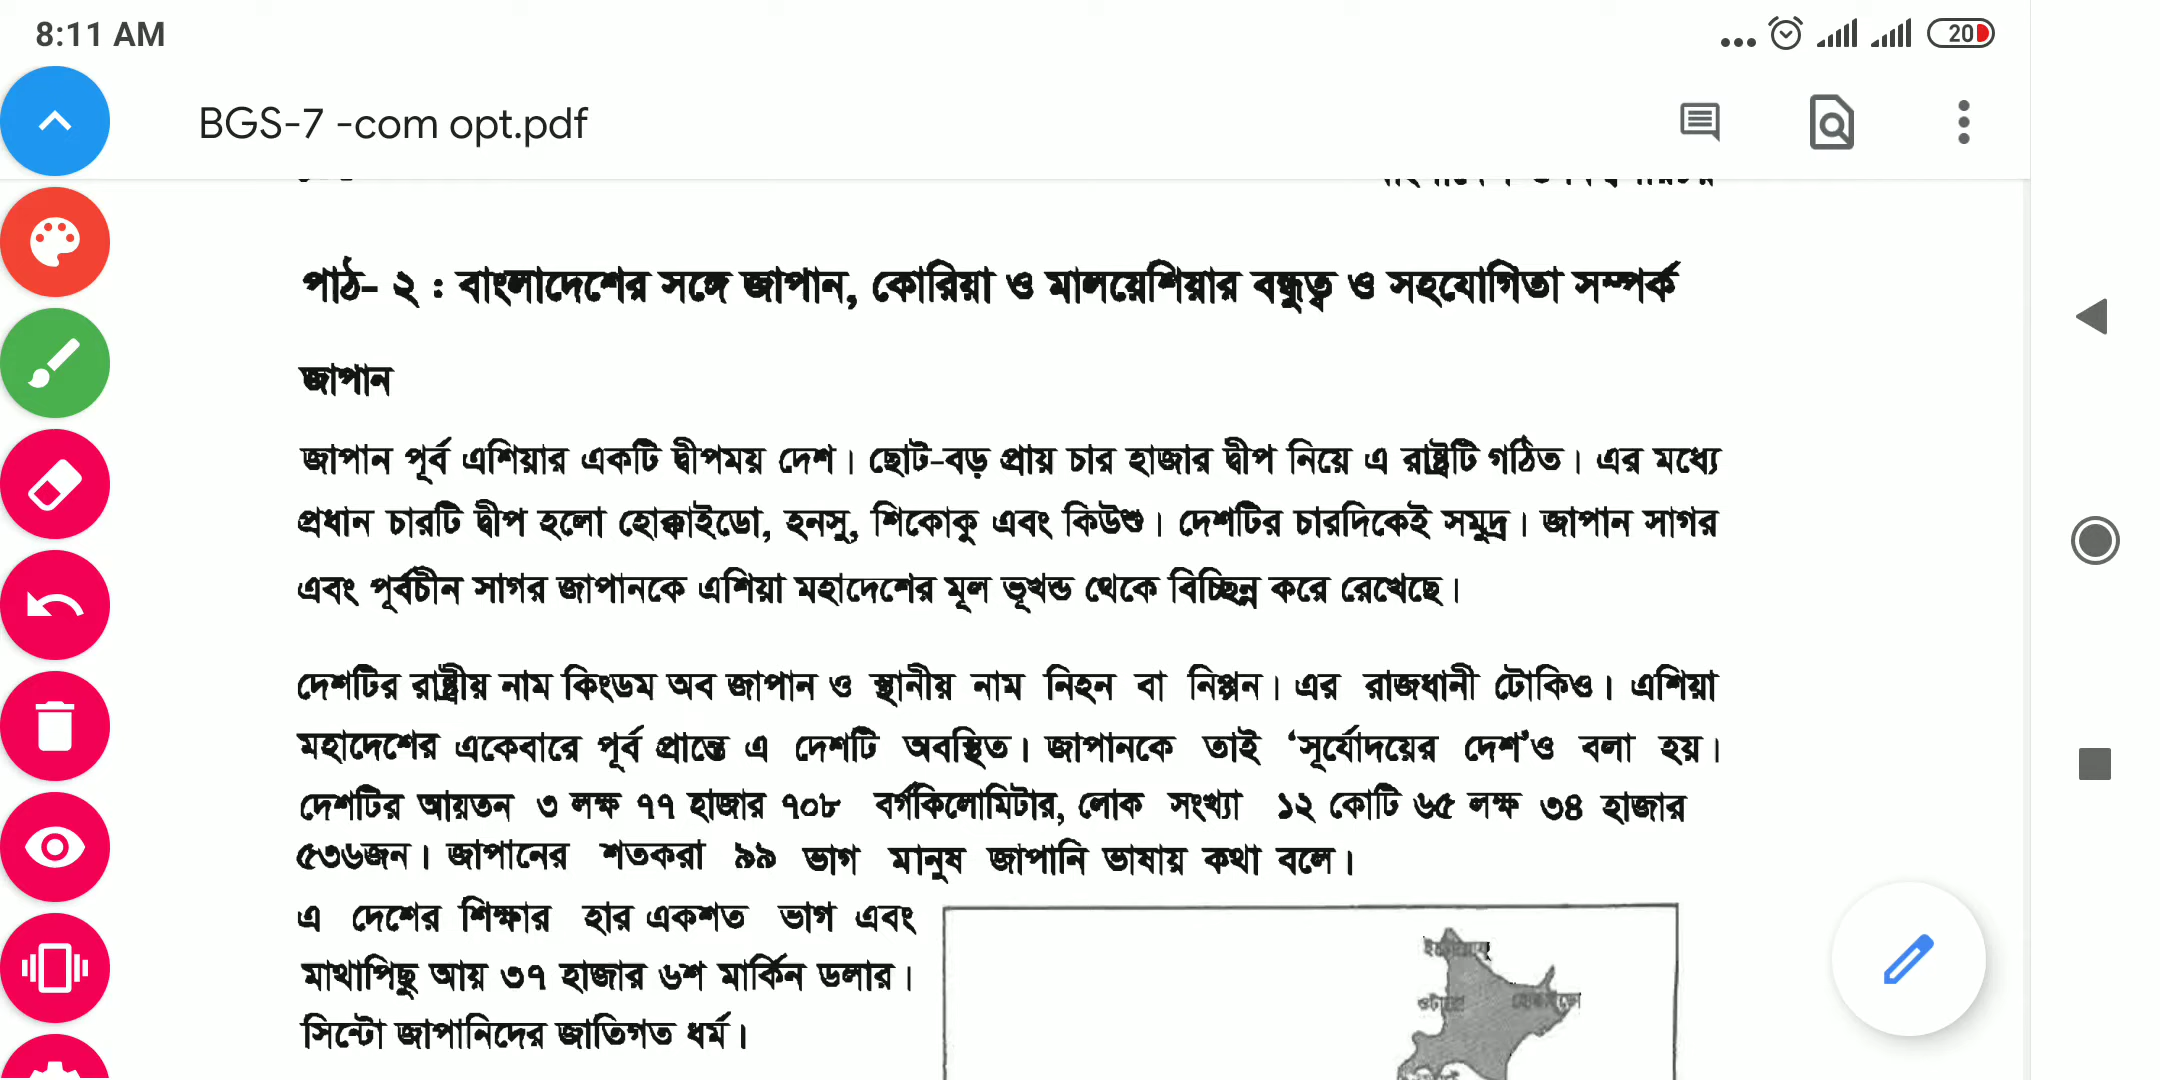 8:11 AM
20
BGS-7 -com opt.pdf
পাঠ- ২ : বাংলাদেশের সঙ্গে জাপান, কোরিয়া ও মালয়েশিয়ার বন্ধুত্ব ও সহযোগিতা সম্পর্ক
জাপান
জাপান পূর্ব এশিয়ার একটি দ্বীপময় দেশ। ছোট-বড় প্রায় চার হাজার দ্বীপ নিয়ে এ রাষ্ট্রটি গঠিত। এর মধ্যে
প্রধান চারটি দ্বীপ হলো হোক্কাইডো, হনসু, শিকোকু এবং কিউশু। দেশটির চারদিকেই সমুদ্র। জাপান সাগর
এবং পূর্বচীন সাগর জাপানকে এশিয়া মহাদেশের মূল ভূখন্ড থেকে বিচ্ছিন্ন করে রেখেছে।
দেশটির রাষ্ট্রীয় নাম কিংডম অব জাপান ও স্থানীয় নাম নিহন বা নিপ্পন। এর রাজধানী টোকিও। এশিয়া
মহাদেশের একেবারে পূর্ব প্রান্তে এ দেশটি অবস্থিত। জাপানকে তাই ‘সূর্যোদয়ের দেশ’ও বলা হয়।
দেশটির আয়তন ৩ লক্ষ ৭৭ হাজার ৭০৮ বর্গকিলোমিটার, লোক সংখ্যা ১২ কোটি ৬৫ লক্ষ ৩৪ হাজার
৫৩৬জন। জাপানের শতকরা ৯৯ ভাগ মানুষ জাপানি ভাষায় কথা বলে।
এ দেশের শিক্ষার হার একশত ভাগ এবং
মাথাপিছু আয় ৩৭ হাজার ৬শ মার্কিন ডলার।
সিন্টো জাপানিদের জাতিগত ধর্ম।